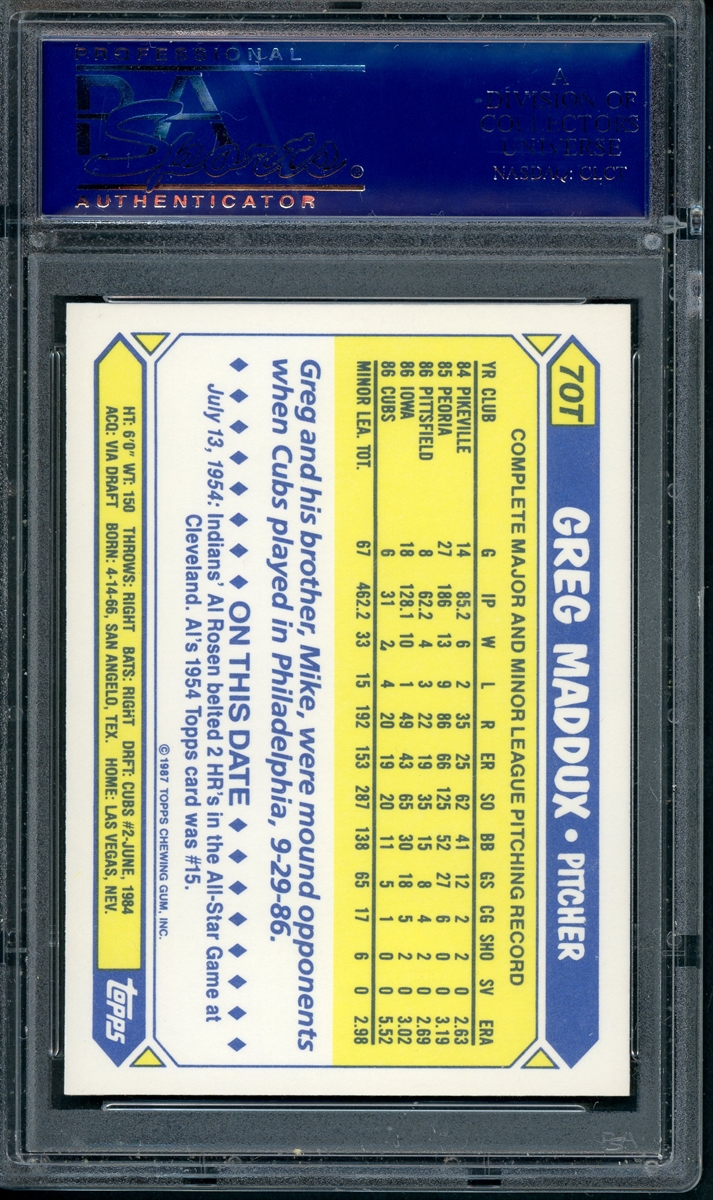 PROFESSIONAL
PSA
Sports®
AUTHENTICATOR
A
DIVISION OF
COLLECTORS
UNIVERSE
NASDAQ: CLCT
70T
GREG MADDUX • PITCHER
COMPLETE MAJOR AND MINOR LEAGUE PITCHING RECORD
YR CLUB G IP W L R ER SO BB GS CG SHO SV ERA
84 PIKEVILLE 14 85.2 6 2 35 25 62 41 12 2 2 0 2.63
85 PEORIA 27 186 13 9 86 66 125 52 27 6 0 0 3.19
86 PITTSFIELD 8 62.2 4 3 22 19 35 15 8 4 2 0 2.69
86 IOWA 18 128.1 10 1 49 43 65 30 18 5 2 0 3.02
86 CUBS 6 31 2 4 20 19 20 11 5 1 0 0 5.52
MINOR LEA. TOT. 67 462.2 33 15 192 153 287 138 65 17 6 0 2.98
Greg and his brother, Mike, were mound opponents
when Cubs played in Philadelphia, 9-29-86.
ON THIS DATE
July 13, 1954: Indians' Al Rosen belted 2 HR's in the All-Star Game at
Cleveland. Al's 1954 Topps card was #15.
©1987 TOPPS CHEWING GUM, INC.
HT: 6'0" WT: 150 THROWS: RIGHT BATS: RIGHT DRFT: CUBS #2-JUNE, 1984
ACQ: VIA DRAFT BORN: 4-14-66, SAN ANGELO, TEX. HOME: LAS VEGAS, NEV.
topps
PSA